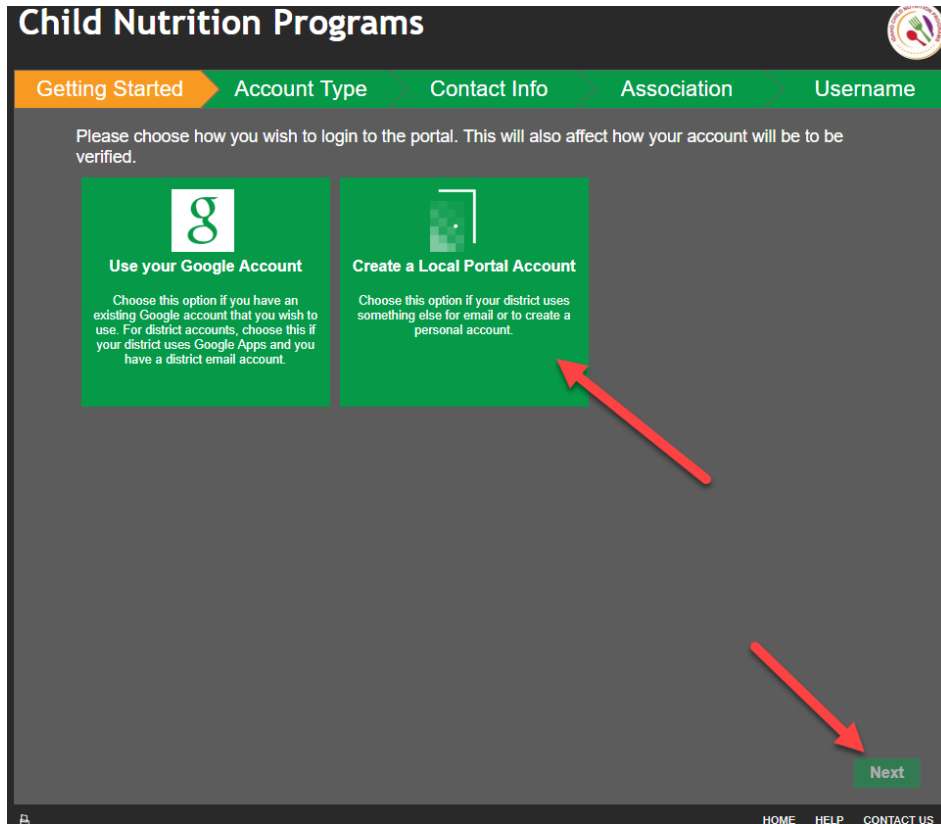 Child Nutrition Programs
Getting Started
Account Type
Contact Info
Association
Username
Please choose how you wish to login to the portal. This will also affect how your account will be to be
verified.
g
Use your Google Account
Choose this option if you have an
existing Google account that you wish to
use. For district accounts, choose this if
your district uses Google Apps and you
have a district email account.
Create a Local Portal Account
Choose this option if your district uses
something else for email or to create a
personal account.
Next
HOME HELP CONTACT US